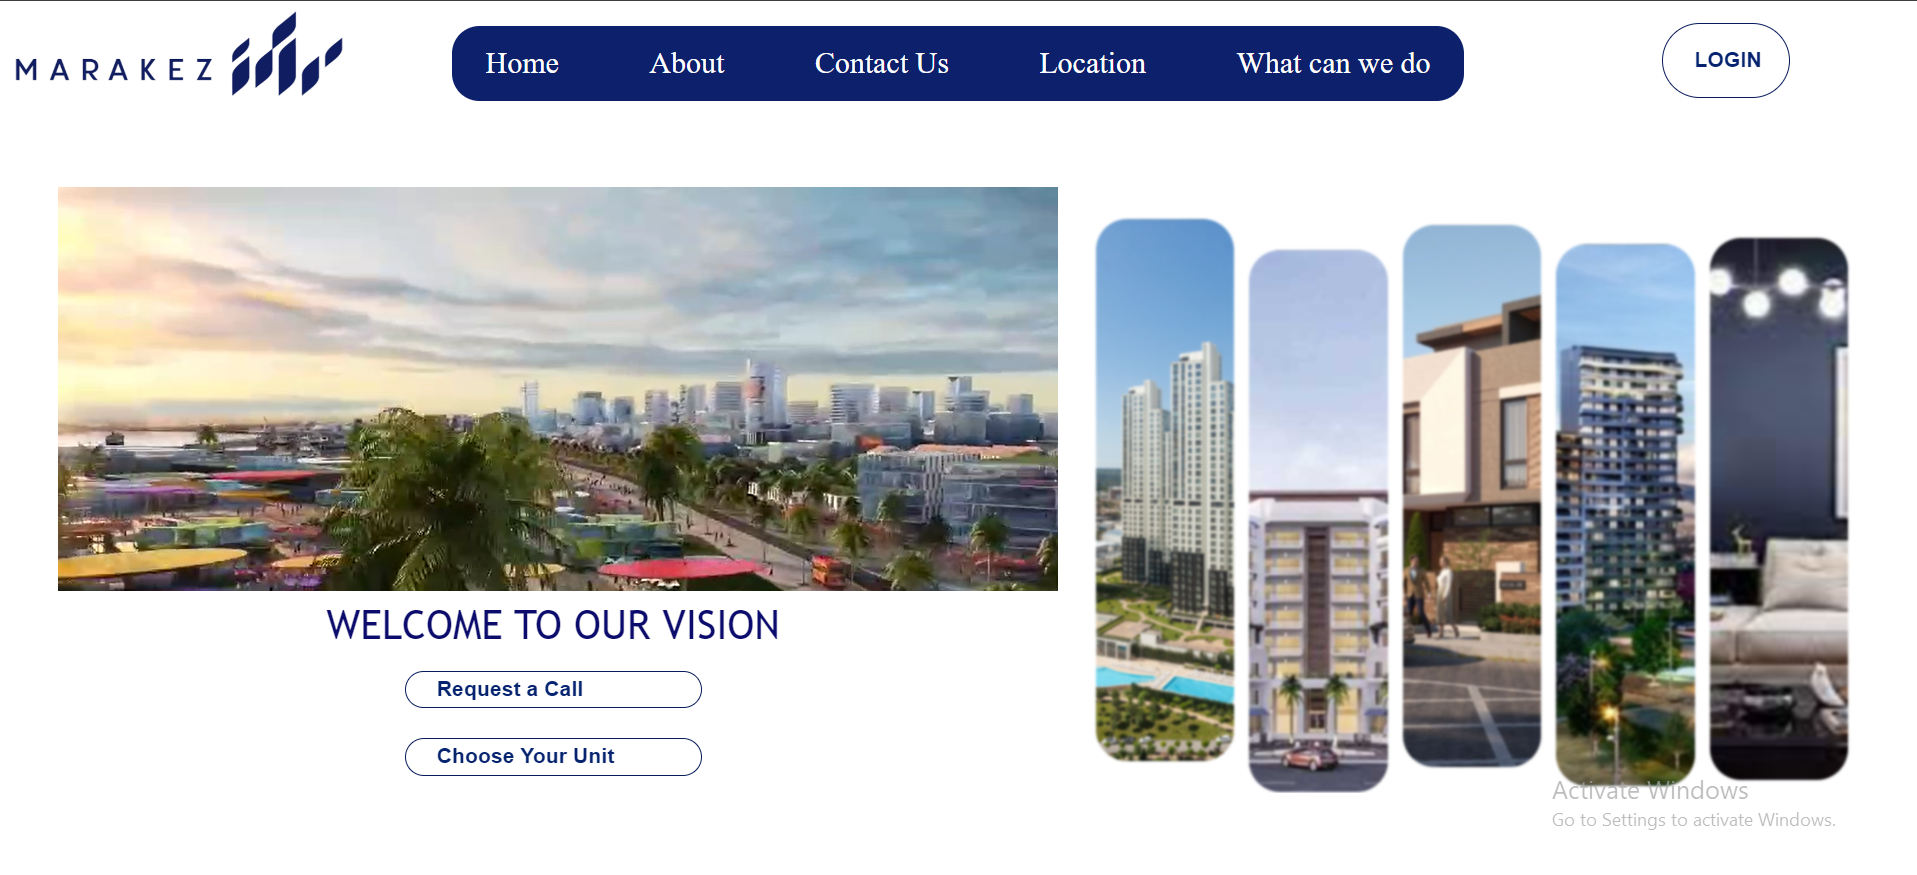 MARAKEZ
Home About Contact Us Location What can we do
LOGIN
WELCOME TO OUR VISION
Request a Call
Choose Your Unit
Activate Windows
Go to Settings to activate Windows.